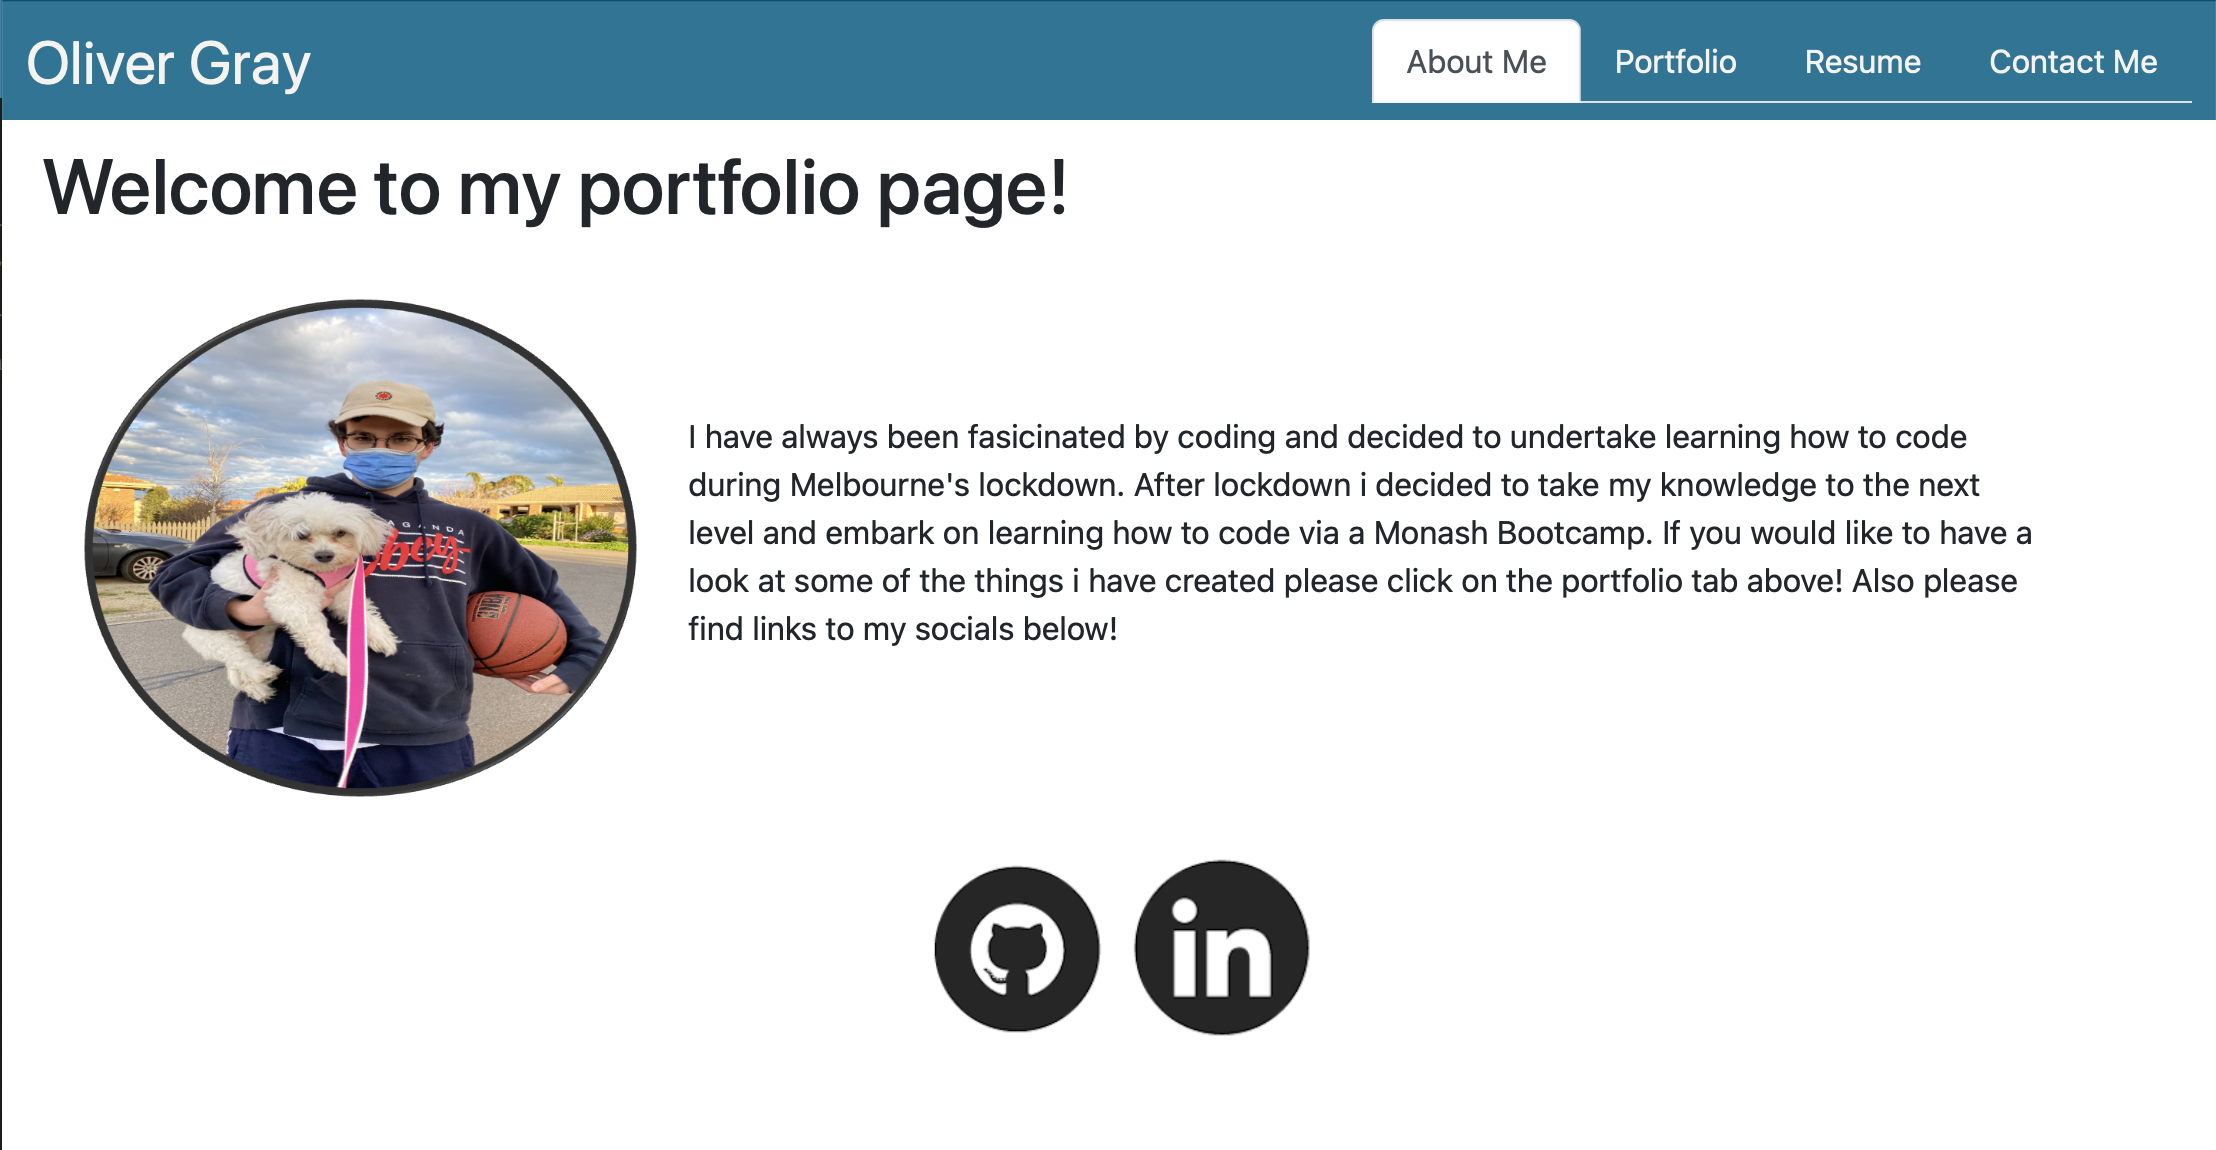 Oliver Gray
About Me
Portfolio
Resume
Contact Me
Welcome to my portfolio page!
AGANDA
Obey
I have always been fasicinated by coding and decided to undertake learning how to code
during Melbourne's lockdown. After lockdown i decided to take my knowledge to the next
level and embark on learning how to code via a Monash Bootcamp. If you would like to have a
look at some of the things i have created please click on the portfolio tab above! Also please
find links to my socials below!
in